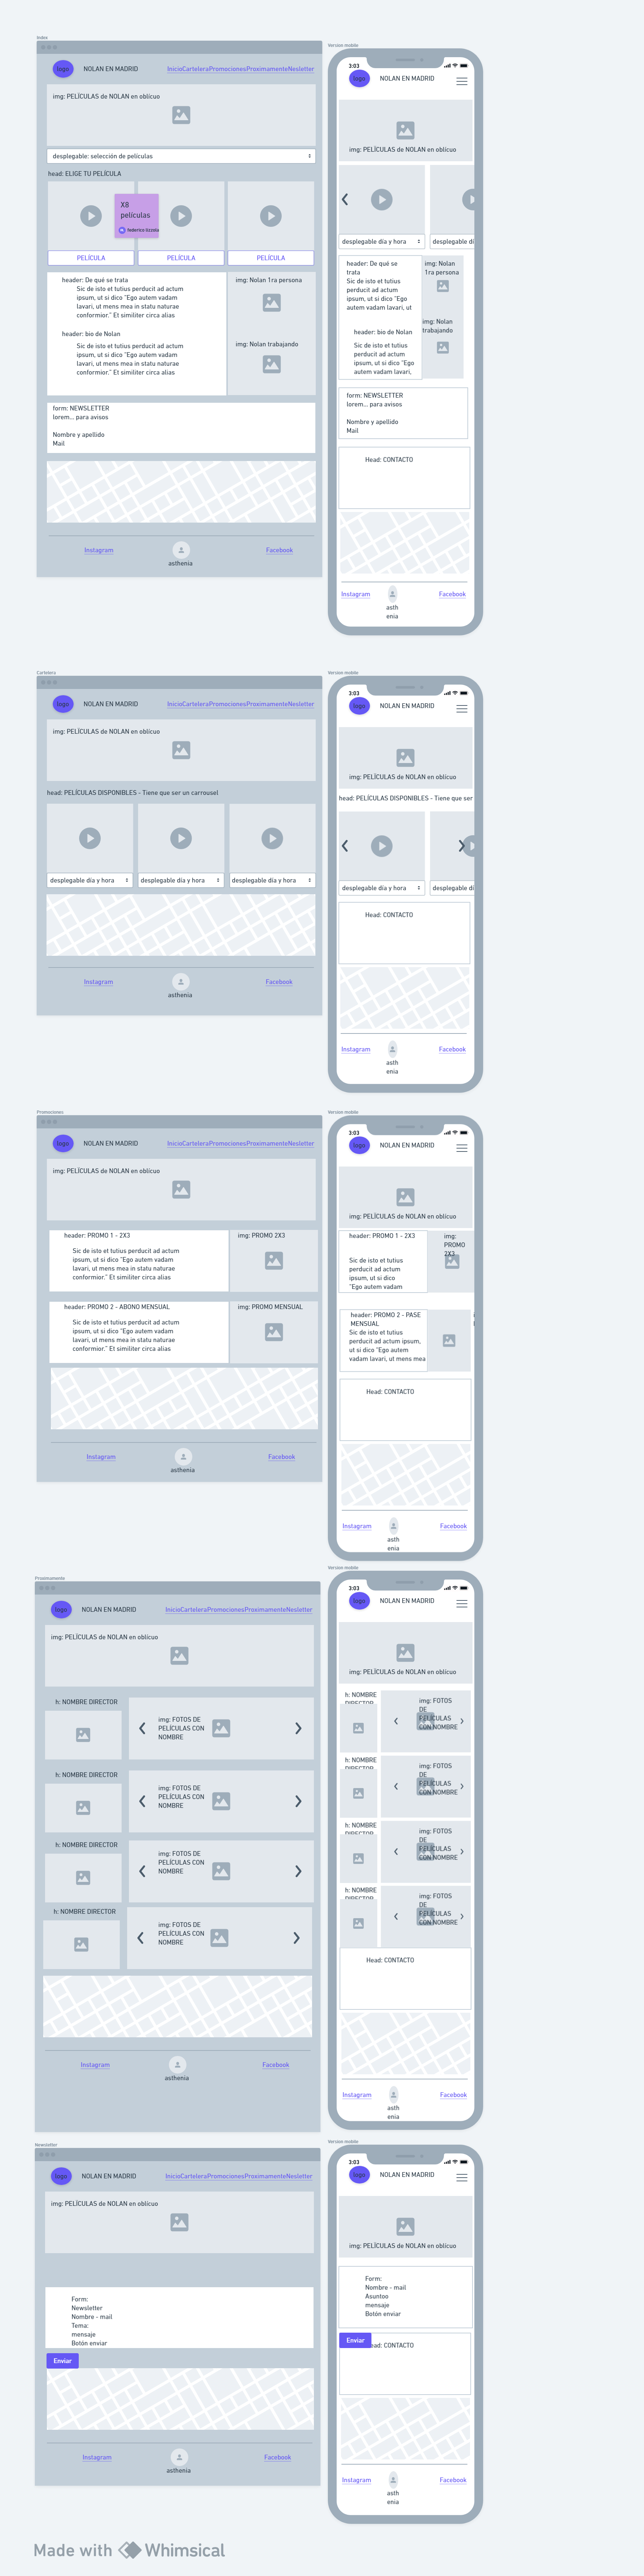 Index
logo
NOLAN EN MADRID
InicioCarteleraPromocionesProximamenteNesletter
img: PELÍCULAS de NOLAN en oblicuo
desplegable: selección de películas
head: ELIGE TU PELÍCULA
X8
películas
Federico Izzola
PELÍCULA
PELÍCULA
PELÍCULA
header: De qué se trata
Sic de isto et tutius perducit ad actum
ipsum, ut si dico "Ego autem vadam
lavari, ut mens mea in statu naturae
conformior." Et similiter circa alias
header: bio de Nolan
Sic de isto et tutius perducit ad actum
ipsum, ut si dico "Ego autem vadam
lavari, ut mens mea in statu naturae
conformior." Et similiter circa alias
img: Nolan 1ra persona
img: Nolan trabajando
form: NEWSLETTER
lorem... para avisos
Nombre y apellido
Mail
Instagram
asthenia
Facebook
Version mobile
3:03
logo
NOLAN EN MADRID
img: PELÍCULAS de NOLAN en oblicuo
desplegable día y hora
desplegable dí
header: De qué se
trata
Sic de isto et tutius
perducit ad actum
ipsum, ut si dico "Ego
autem vadam lavari, ut
header: bio de Nolan
Sic de isto et tutius
perducit ad actum
ipsum, ut si dico "Ego
autem vadam lavari,
img: Nolan
1ra persona
img: Nolan
trabajando
form: NEWSLETTER
lorem... para avisos
Nombre y apellido
Mail
Head: CONTACTO
Instagram
asth
enia
Facebook
Cartelera
logo
NOLAN EN MADRID
InicioCarteleraPromocionesProximamenteNesletter
img: PELÍCULAS de NOLAN en oblicuo
head: PELÍCULAS DISPONIBLES - Tiene que ser un carrousel
desplegable día y hora
desplegable día y hora
desplegable día y hora
Instagram
asthenia
Facebook
Version mobile
3:03
logo
NOLAN EN MADRID
img: PELÍCULAS de NOLAN en oblicuo
head: PELÍCULAS DISPONIBLES - Tiene que ser
desplegable día y hora
desplegable dí
Head: CONTACTO
Instagram
asth
enia
Facebook
Promociones
logo
NOLAN EN MADRID
InicioCarteleraPromocionesProximamenteNesletter
img: PELÍCULAS de NOLAN en oblicuo
header: PROMO 1 - 2X3
Sic de isto et tutius perducit ad actum
ipsum, ut si dico "Ego autem vadam
lavari, ut mens mea in statu naturae
conformior." Et similiter circa alias
img: PROMO 2X3
header: PROMO 2 - ABONO MENSUAL
Sic de isto et tutius perducit ad actum
ipsum, ut si dico "Ego autem vadam
lavari, ut mens mea in statu naturae
conformior." Et similiter circa alias
img: PROMO MENSUAL
Instagram
asthenia
Facebook
Version mobile
3:03
logo
NOLAN EN MADRID
img: PELÍCULAS de NOLAN en oblicuo
header: PROMO 1 - 2X3
Sic de isto et tutius
perducit ad actum
ipsum, ut si dico
"Ego autem vadam
img:
PROMO
2X3
header: PROMO 2 - PASE
MENSUAL
Sic de isto et tutius
perducit ad actum ipsum,
ut si dico "Ego autem
vadam lavari, ut mens mea
Head: CONTACTO
Instagram
asth
enia
Facebook
Proximamente
logo
NOLAN EN MADRID
InicioCarteleraPromocionesProximamenteNesletter
img: PELÍCULAS de NOLAN en oblicuo
h: NOMBRE DIRECTOR
img: FOTOS DE
PELÍCULAS CON
NOMBRE
h: NOMBRE DIRECTOR
img: FOTOS DE
PELÍCULAS CON
NOMBRE
h: NOMBRE DIRECTOR
img: FOTOS DE
PELÍCULAS CON
NOMBRE
h: NOMBRE DIRECTOR
img: FOTOS DE
PELÍCULAS CON
NOMBRE
Instagram
asthenia
Facebook
Version mobile
3:03
logo
NOLAN EN MADRID
img: PELÍCULAS de NOLAN en oblicuo
h: NOMBRE
DIRECTOR
img: FOTOS
DE
PELÍCULAS
CON NOMBRE
h: NOMBRE
DIRECTOR
img: FOTOS
DE
PELÍCULAS
CON NOMBRE
h: NOMBRE
DIRECTOR
img: FOTOS
DE
PELÍCULAS
CON NOMBRE
h: NOMBRE
DIRECTOR
img: FOTOS
DE
PELÍCULAS
CON NOMBRE
Head: CONTACTO
Instagram
asth
enia
Facebook
Newsletter
logo
NOLAN EN MADRID
InicioCarteleraPromocionesProximamenteNesletter
img: PELÍCULAS de NOLAN en oblicuo
Form:
Newsletter
Nombre - mail
Tema:
mensaje
Botón enviar
Enviar
Instagram
asthenia
Facebook
Version mobile
3:03
logo
NOLAN EN MADRID
img: PELÍCULAS de NOLAN en oblicuo
Form:
Nombre - mail
Asuntoo
mensaje
Botón enviar
Enviar
ead: CONTACTO
Instagram
asth
enia
Facebook
Made with Whimsical